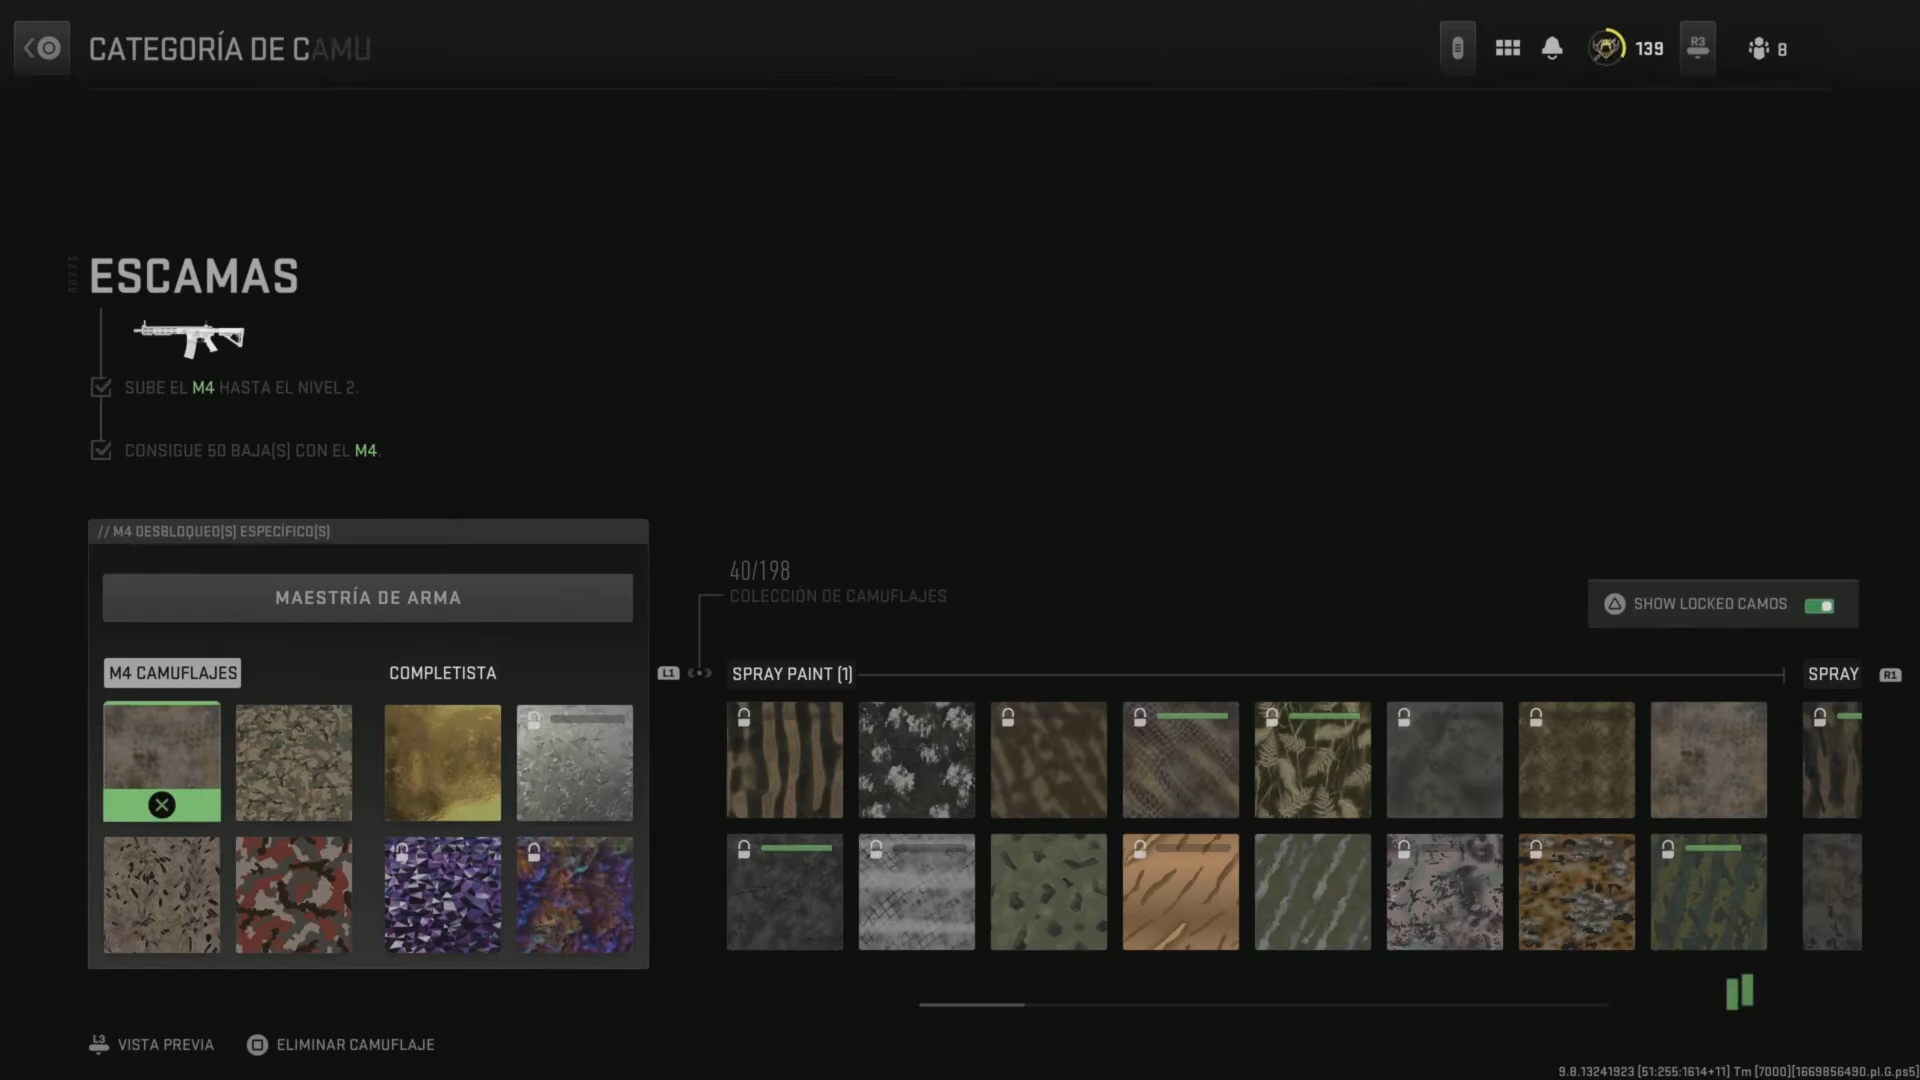 CATEGORÍA DE CAMU
139
R3
8
ESCAMAS
SUBE EL M4 HASTA EL NIVEL 2.
CONSIGUE 50 BAJA(S) CON EL M4.
// M4 DESBLOQUEO(S) ESPECÍFICO(S)
MAESTRÍA DE ARMA
40/198
COLECCIÓN DE CAMUFLAJES
SHOW LOCKED CAMOS
M4 CAMUFLAJES
COMPLETISTA
L1
SPRAY PAINT (1)
SPRAY
R1
L3 VISTA PREVIA
ELIMINAR CAMUFLAJE
9.8.13241923 [51:255:1614+11] Tm [7000][1669856490.pl.G.ps5]